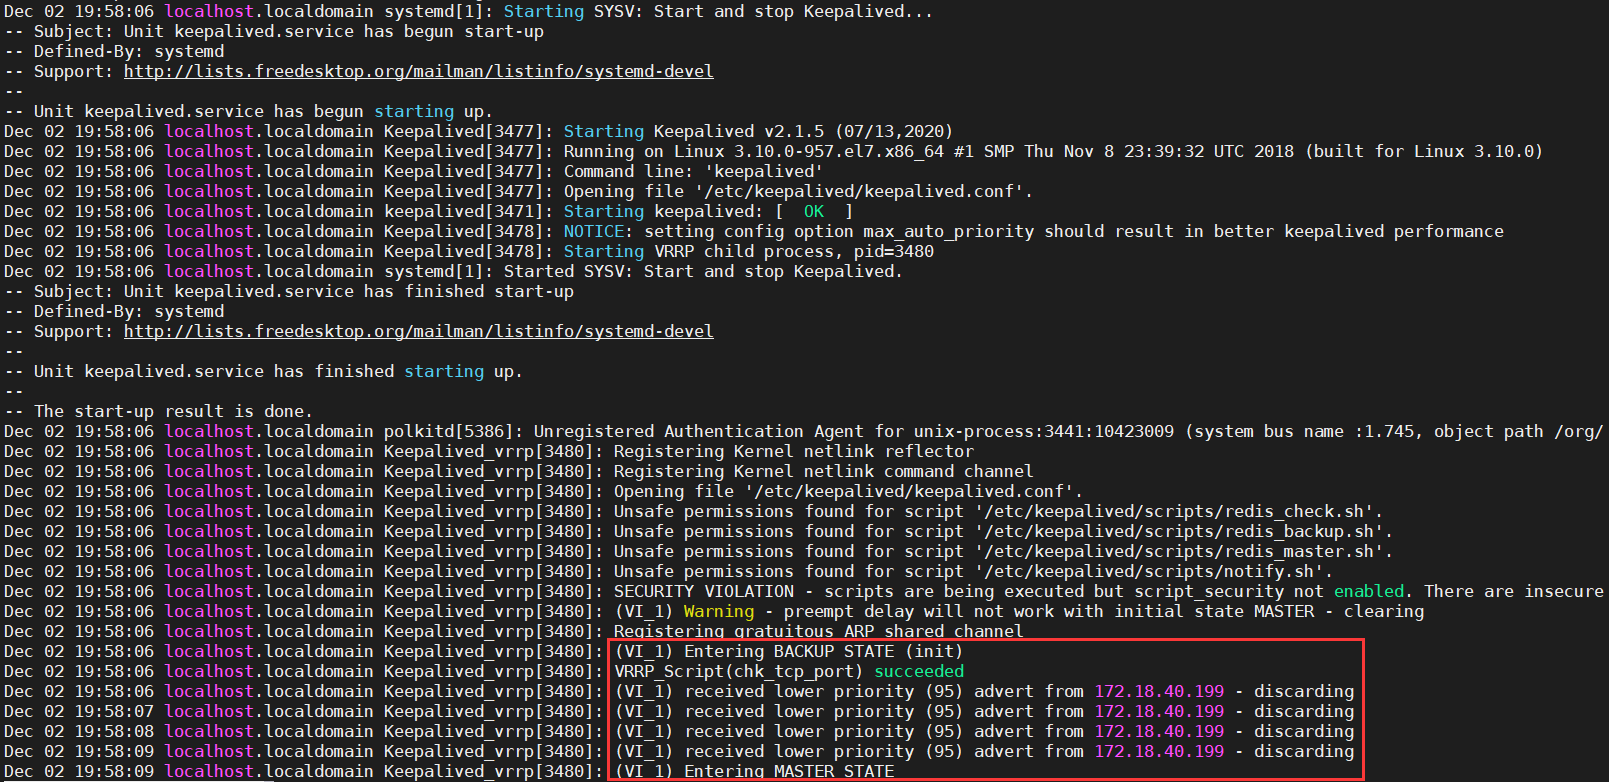 Dec 02 19:58:06 localhost.localdomain systemd[1]: Starting SYSV: Start and stop Keepalived...
-- Subject: Unit keepalived.service has begun start-up
-- Defined-By: systemd
-- Support: http://lists.freedesktop.org/mailman/listinfo/systemd-devel
--
-- Unit keepalived.service has begun starting up.
Dec 02 19:58:06 localhost.localdomain Keepalived[3477]: Starting Keepalived v2.1.5 (07/13,2020)
Dec 02 19:58:06 localhost.localdomain Keepalived[3477]: Running on Linux 3.10.0-957.el7.x86_64 #1 SMP Thu Nov 8 23:39:32 UTC 2018 (built for Linux 3.10.0)
Dec 02 19:58:06 localhost.localdomain Keepalived[3477]: Command line: 'keepalived'
Dec 02 19:58:06 localhost.localdomain Keepalived[3477]: Opening file '/etc/keepalived/keepalived.conf'.
Dec 02 19:58:06 localhost.localdomain keepalived[3471]: Starting keepalived: [  OK  ]
Dec 02 19:58:06 localhost.localdomain Keepalived[3478]: NOTICE: setting config option max_auto_priority should result in better keepalived performance
Dec 02 19:58:06 localhost.localdomain Keepalived[3478]: Starting VRRP child process, pid=3480
Dec 02 19:58:06 localhost.localdomain systemd[1]: Started SYSV: Start and stop Keepalived.
-- Subject: Unit keepalived.service has finished start-up
-- Defined-By: systemd
-- Support: http://lists.freedesktop.org/mailman/listinfo/systemd-devel
--
-- Unit keepalived.service has finished starting up.
--
-- The start-up result is done.
Dec 02 19:58:06 localhost.localdomain polkitd[5386]: Unregistered Authentication Agent for unix-process:3441:10423009 (system bus name :1.745, object path /org/
Dec 02 19:58:06 localhost.localdomain Keepalived_vrrp[3480]: Registering Kernel netlink reflector
Dec 02 19:58:06 localhost.localdomain Keepalived_vrrp[3480]: Registering Kernel netlink command channel
Dec 02 19:58:06 localhost.localdomain Keepalived_vrrp[3480]: Opening file '/etc/keepalived/keepalived.conf'.
Dec 02 19:58:06 localhost.localdomain Keepalived_vrrp[3480]: Unsafe permissions found for script '/etc/keepalived/scripts/redis_check.sh'.
Dec 02 19:58:06 localhost.localdomain Keepalived_vrrp[3480]: Unsafe permissions found for script '/etc/keepalived/scripts/redis_backup.sh'.
Dec 02 19:58:06 localhost.localdomain Keepalived_vrrp[3480]: Unsafe permissions found for script '/etc/keepalived/scripts/redis_master.sh'.
Dec 02 19:58:06 localhost.localdomain Keepalived_vrrp[3480]: Unsafe permissions found for script '/etc/keepalived/scripts/notify.sh'.
Dec 02 19:58:06 localhost.localdomain Keepalived_vrrp[3480]: SECURITY VIOLATION - scripts are being executed but script_security not enabled. There are insecure
Dec 02 19:58:06 localhost.localdomain Keepalived_vrrp[3480]: (VI_1) Warning - preempt delay will not work with initial state MASTER - clearing
Dec 02 19:58:06 localhost.localdomain Keepalived_vrrp[3480]: Registering gratuitous ARP shared channel
Dec 02 19:58:06 localhost.localdomain Keepalived_vrrp[3480]: (VI_1) Entering BACKUP STATE (init)
Dec 02 19:58:06 localhost.localdomain Keepalived_vrrp[3480]: VRRP_Script(chk_tcp_port) succeeded
Dec 02 19:58:06 localhost.localdomain Keepalived_vrrp[3480]: (VI_1) received lower priority (95) advert from 172.18.40.199 - discarding
Dec 02 19:58:07 localhost.localdomain Keepalived_vrrp[3480]: (VI_1) received lower priority (95) advert from 172.18.40.199 - discarding
Dec 02 19:58:08 localhost.localdomain Keepalived_vrrp[3480]: (VI_1) received lower priority (95) advert from 172.18.40.199 - discarding
Dec 02 19:58:09 localhost.localdomain Keepalived_vrrp[3480]: (VI_1) received lower priority (95) advert from 172.18.40.199 - discarding
Dec 02 19:58:09 localhost.localdomain Keepalived_vrrp[3480]: (VI_1) Entering MASTER STATE